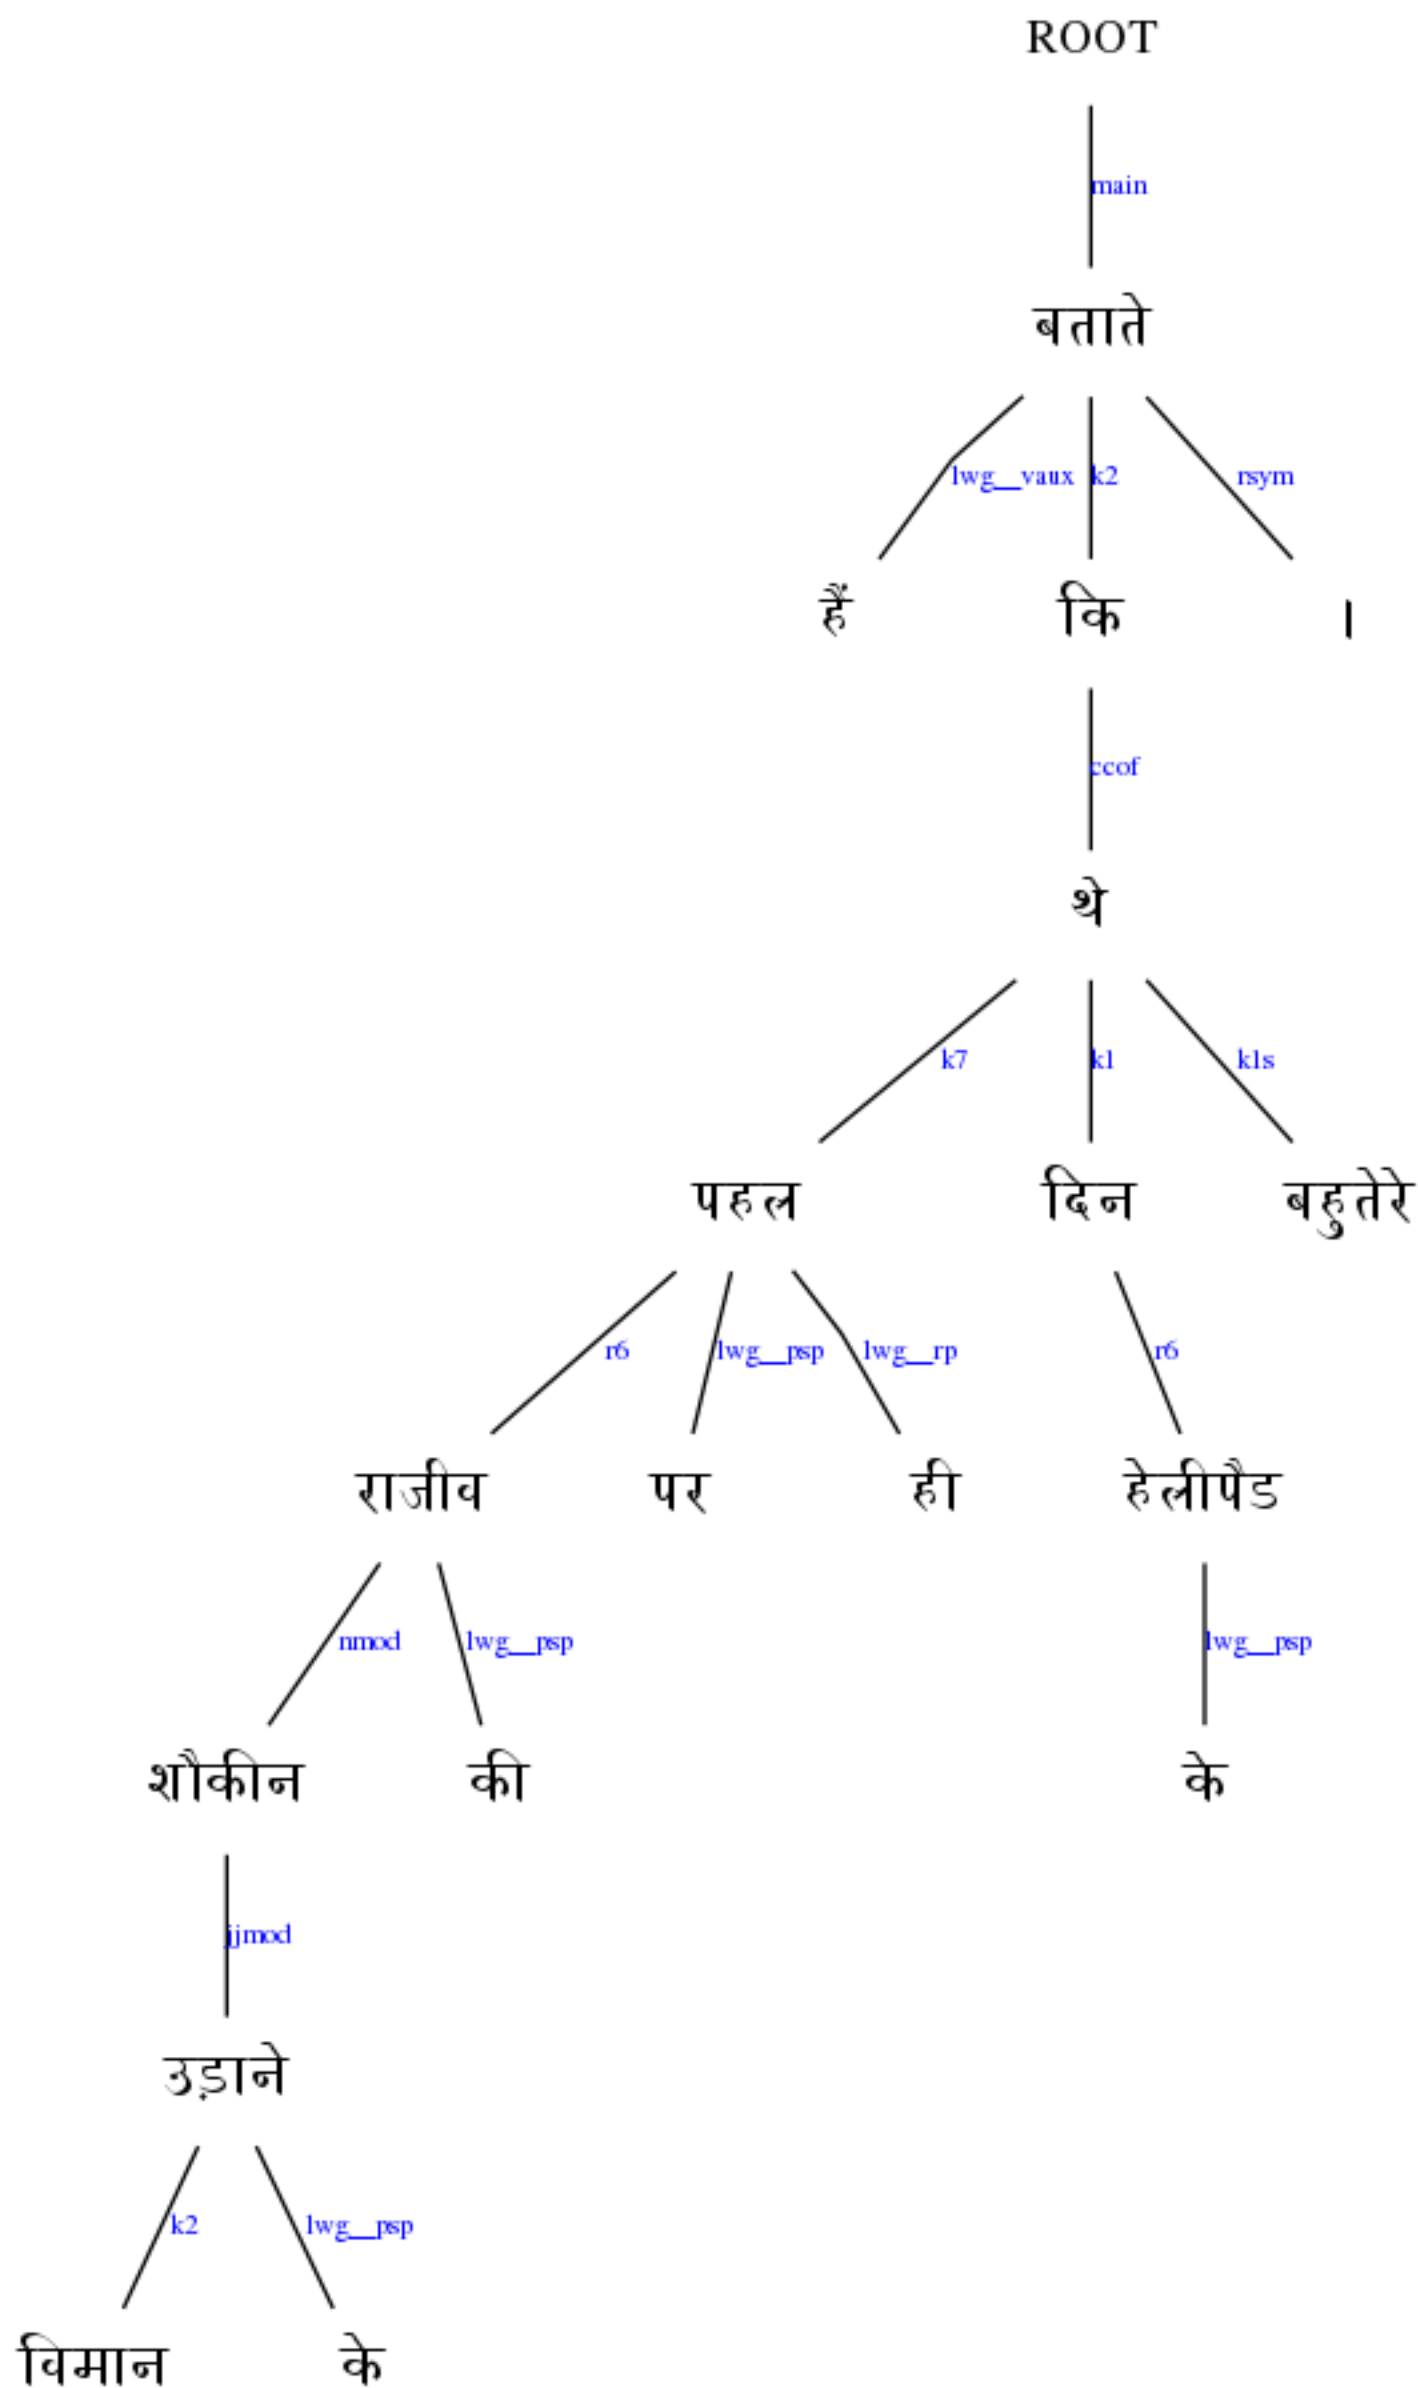 ROOT
main
बताते
lwg__vaux k2 rsym
हैं कि ।
ccof
थे
k7 k1 k1s
पहल दिन बहुतेरे
r6 lwg__psp lwg__rp r6
राजीव पर ही हेलीपैड
nmod lwg__psp lwg__psp
शौकीन की के
jjmod
उड़ाने
k2 lwg__psp
विमान के